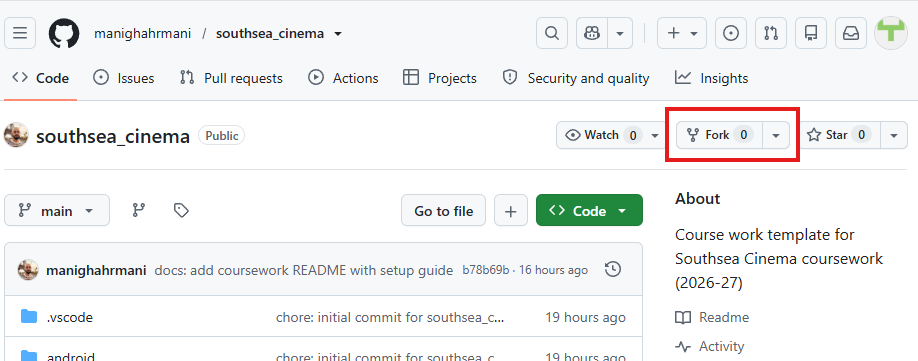 manighahrmani / southsea_cinema
Code Issues Pull requests Actions Projects Security and quality Insights
southsea_cinema Public
Watch 0 Fork 0 Star 0
main Go to file Code
manighahrmani docs: add coursework README with setup guide b78b69b · 16 hours ago
.vscode chore: initial commit for southsea_c... 19 hours ago
android chore: initial commit for southsea_c... 19 hours ago
About
Course work template for
Southsea Cinema coursework
(2026-27)
Readme
Activity